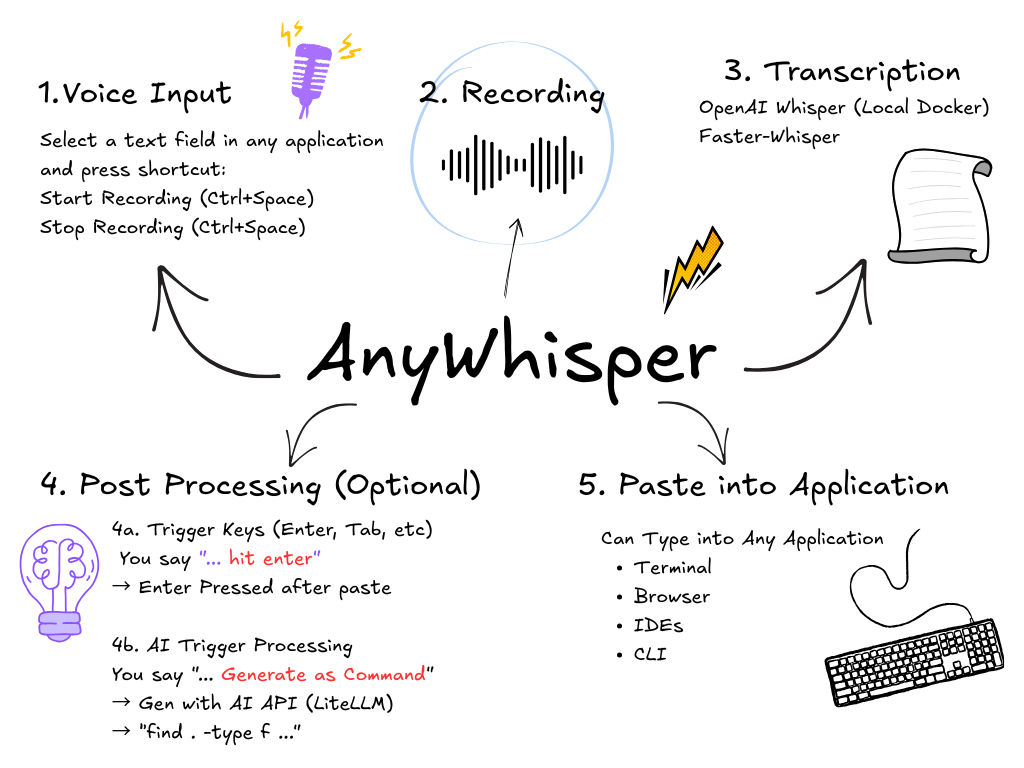 1.Voice Input
Select a text field in any application
and press shortcut:
Start Recording (Ctrl+Space)
Stop Recording (Ctrl+Space)
2. Recording
3. Transcription
OpenAI Whisper (Local Docker)
Faster-Whisper
AnyWhisper
4. Post Processing (Optional)
4a. Trigger Keys (Enter, Tab, etc)
You say "... hit enter"
→ Enter Pressed after paste
4b. AI Trigger Processing
You say "... Generate as Command"
→ Gen with AI API (LiteLLM)
→ "find . -type f ..."
5. Paste into Application
Can Type into Any Application
• Terminal
• Browser
• IDEs
• CLI